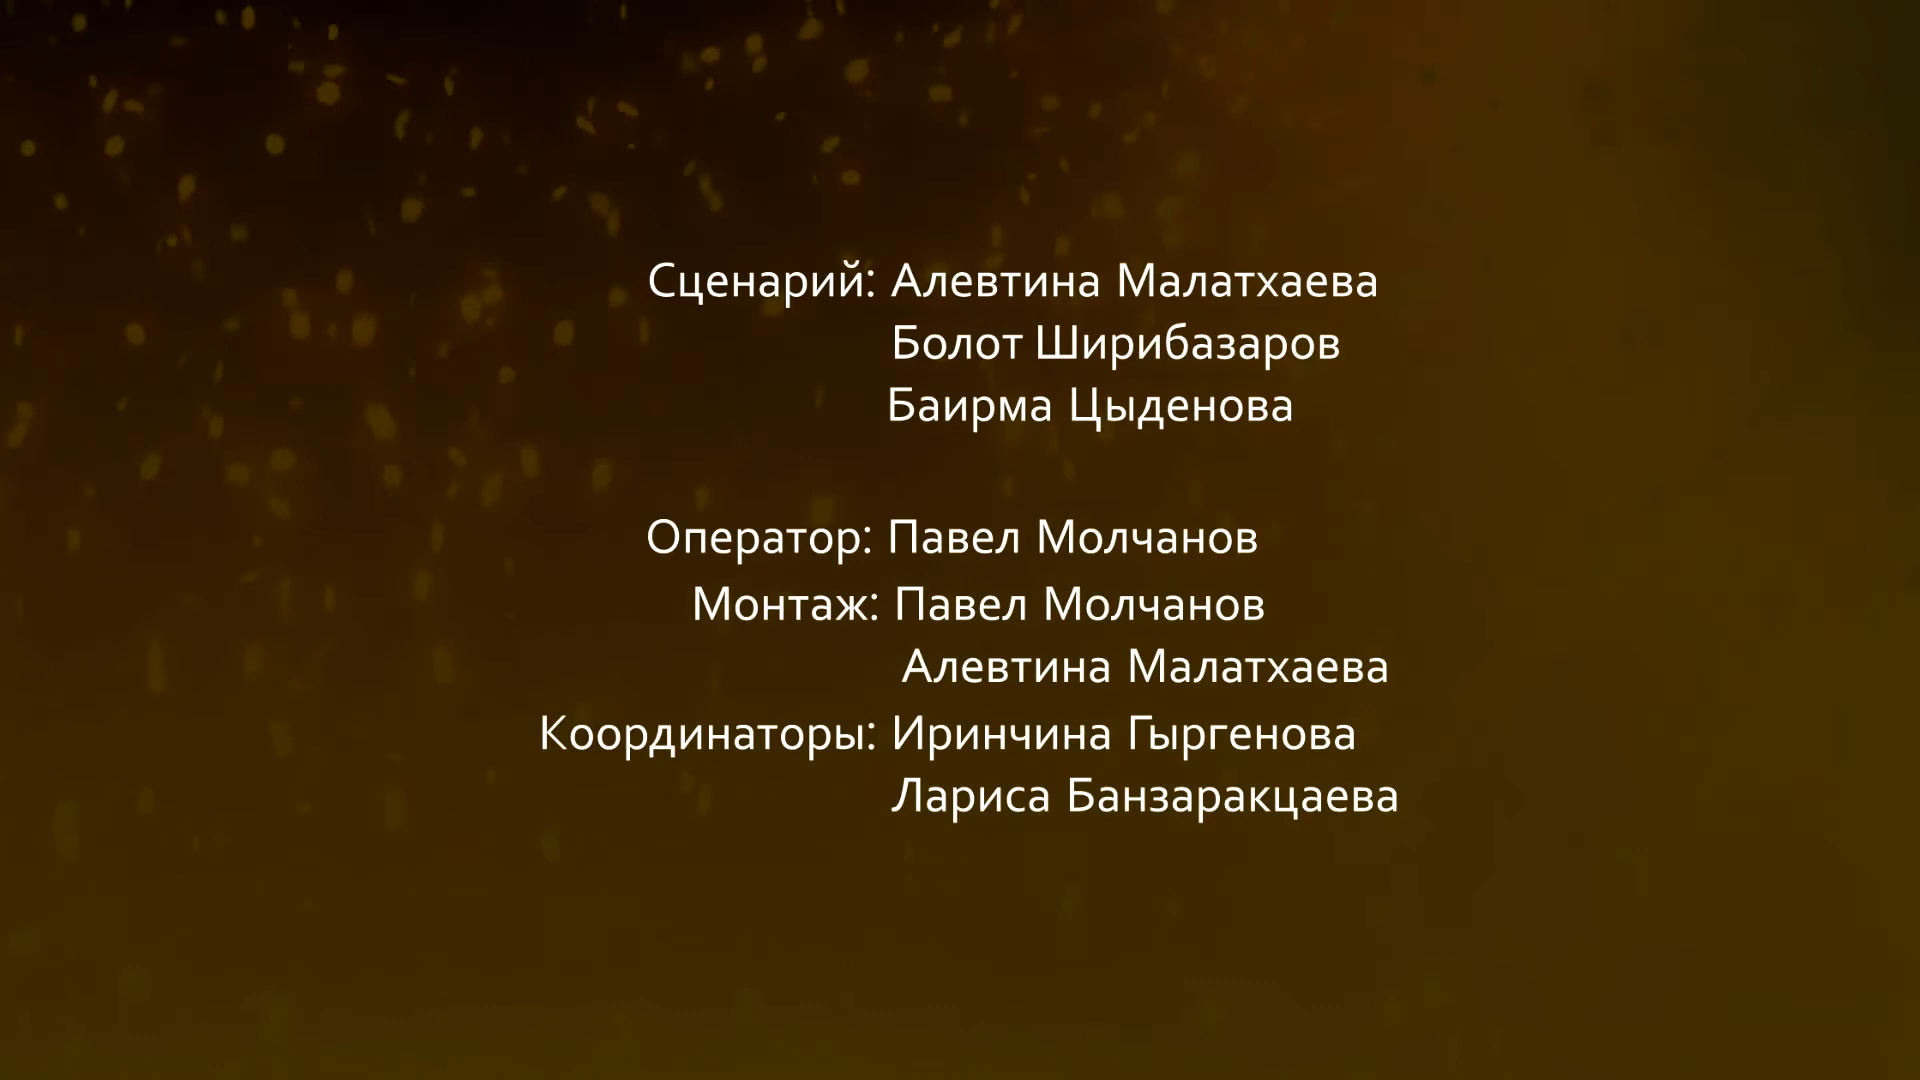 Сценарий: Алевтина Малатхаева
Болот Ширибазаров
Баирма Цыденова
Оператор: Павел Молчанов
Монтаж: Павел Молчанов
Алевтина Малатхаева
Координаторы: Иринчина Гыргенова
Лариса Банзаракцаева